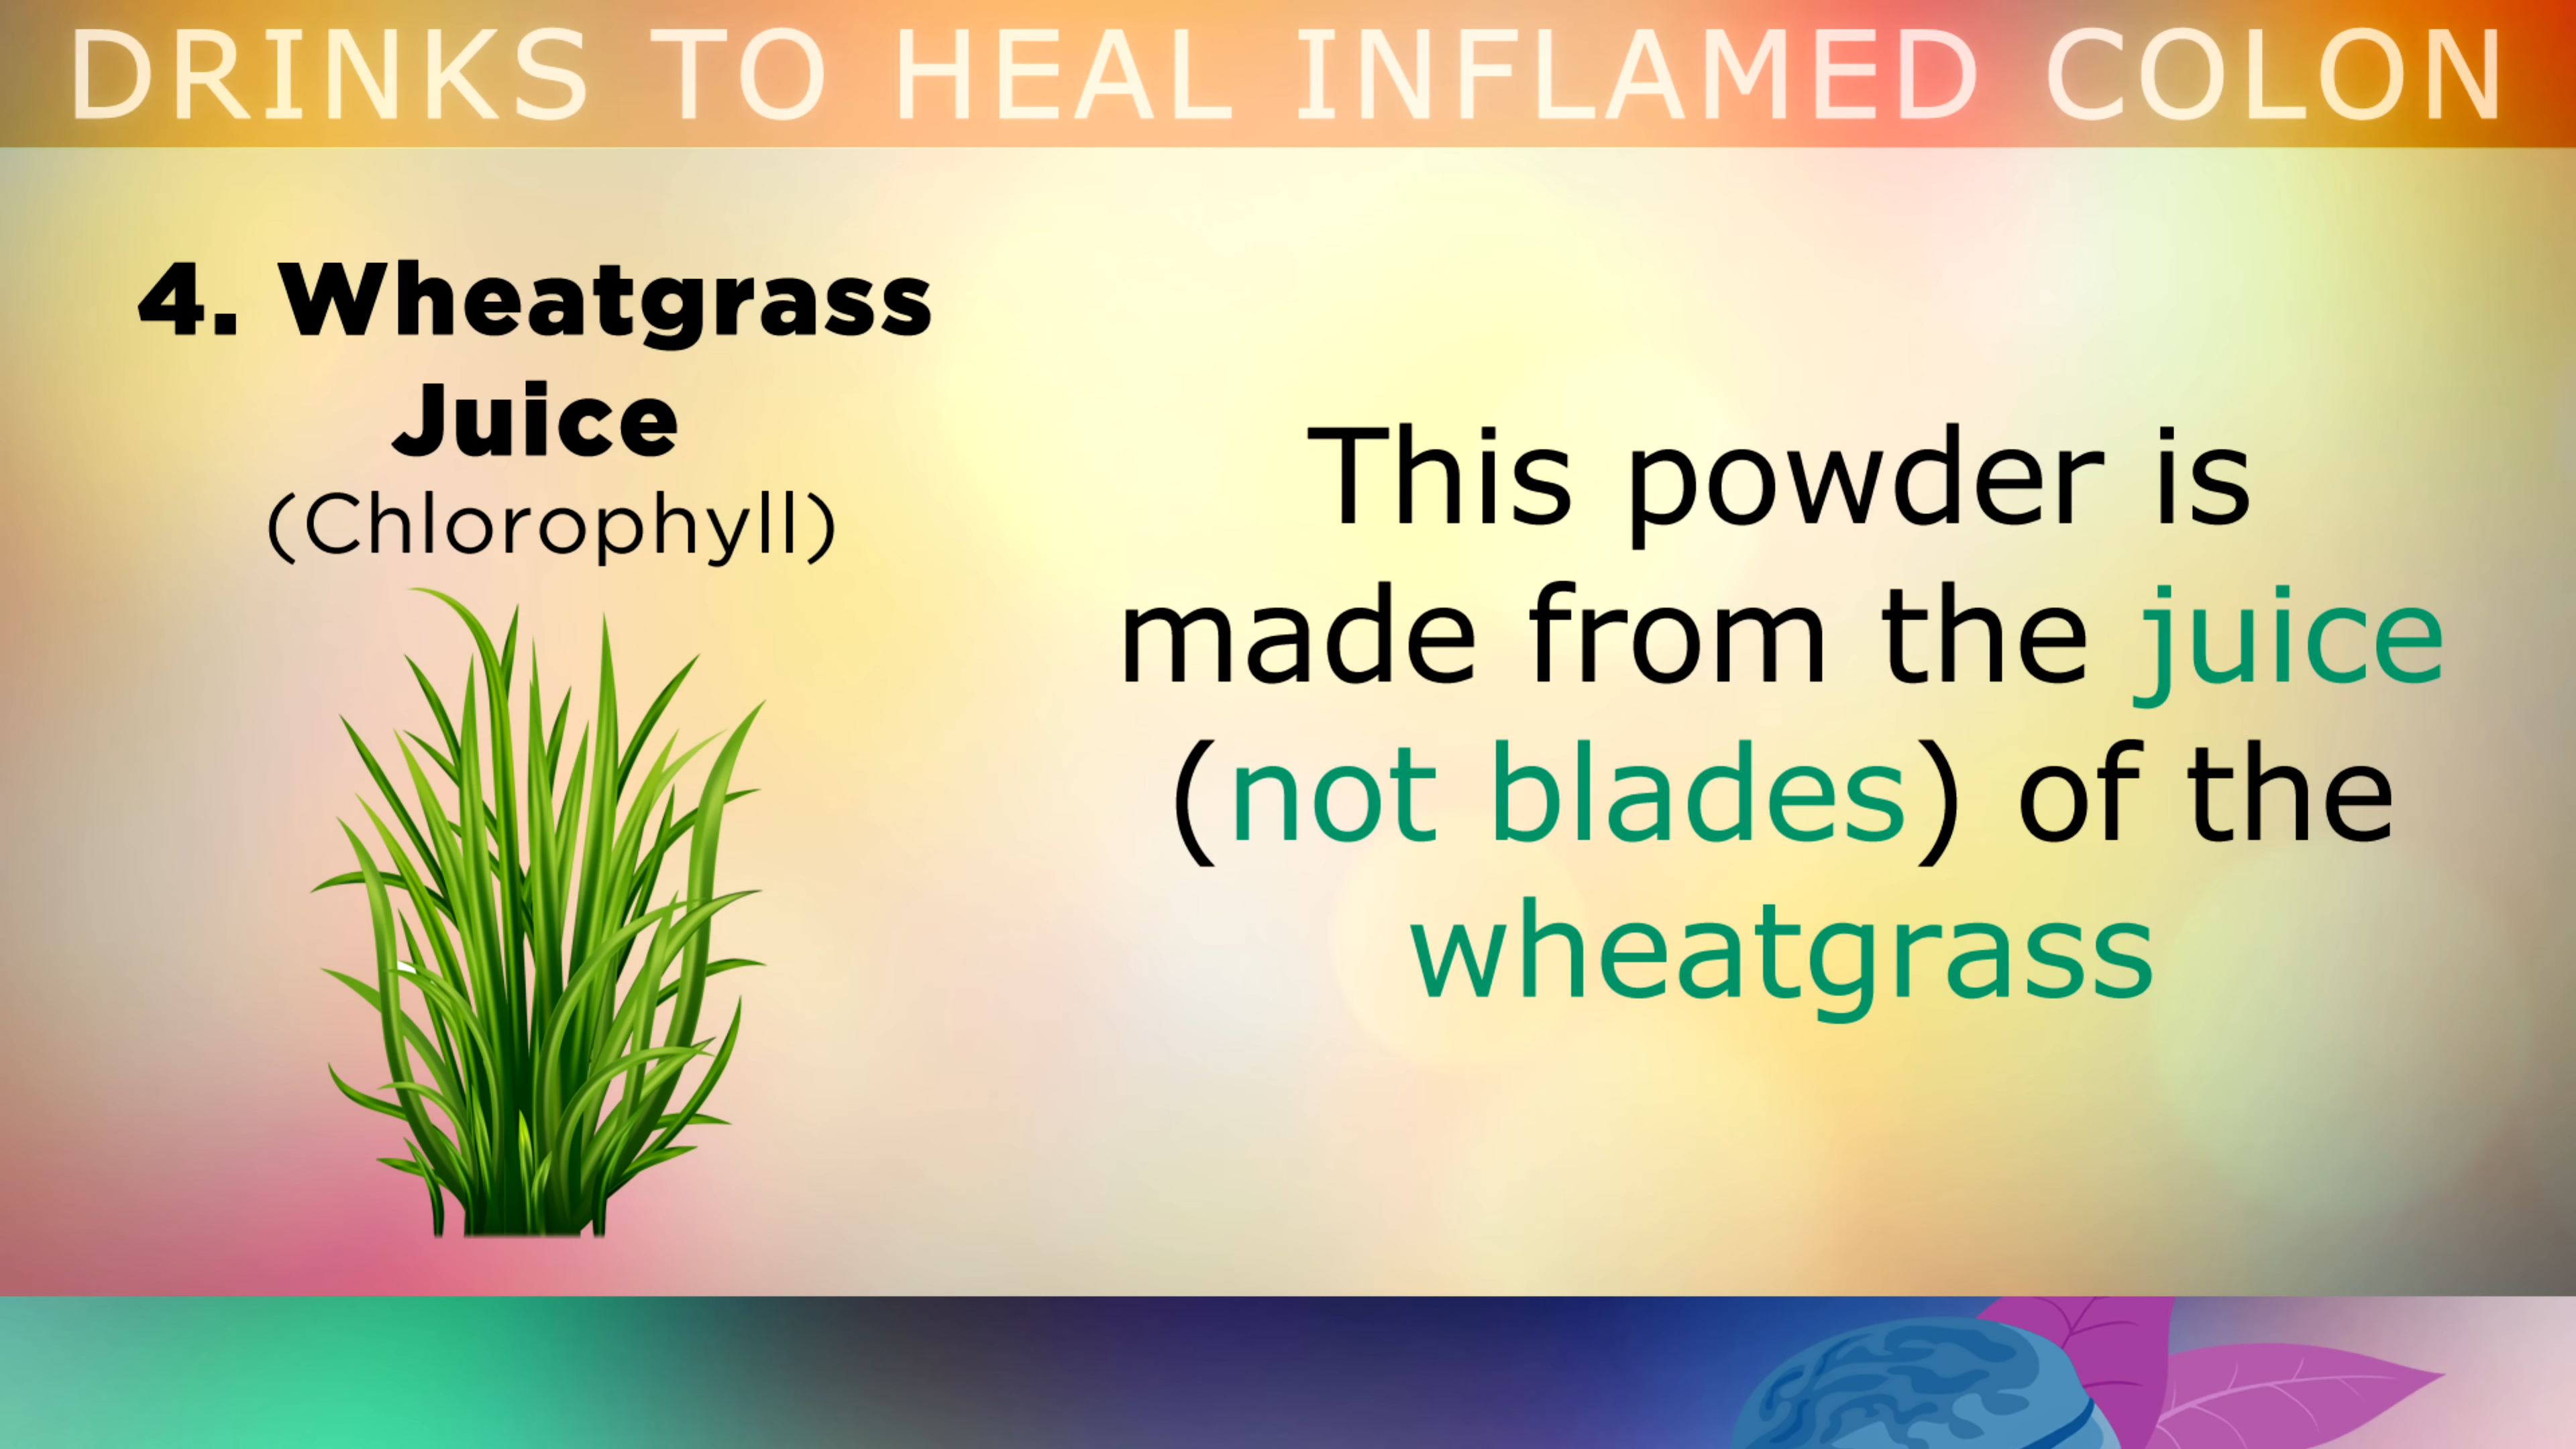 DRINKS TO HEAL INFLAMED COLON
4. Wheatgrass
Juice
(Chlorophyll)
This powder is
made from the juice
(not blades) of the
wheatgrass